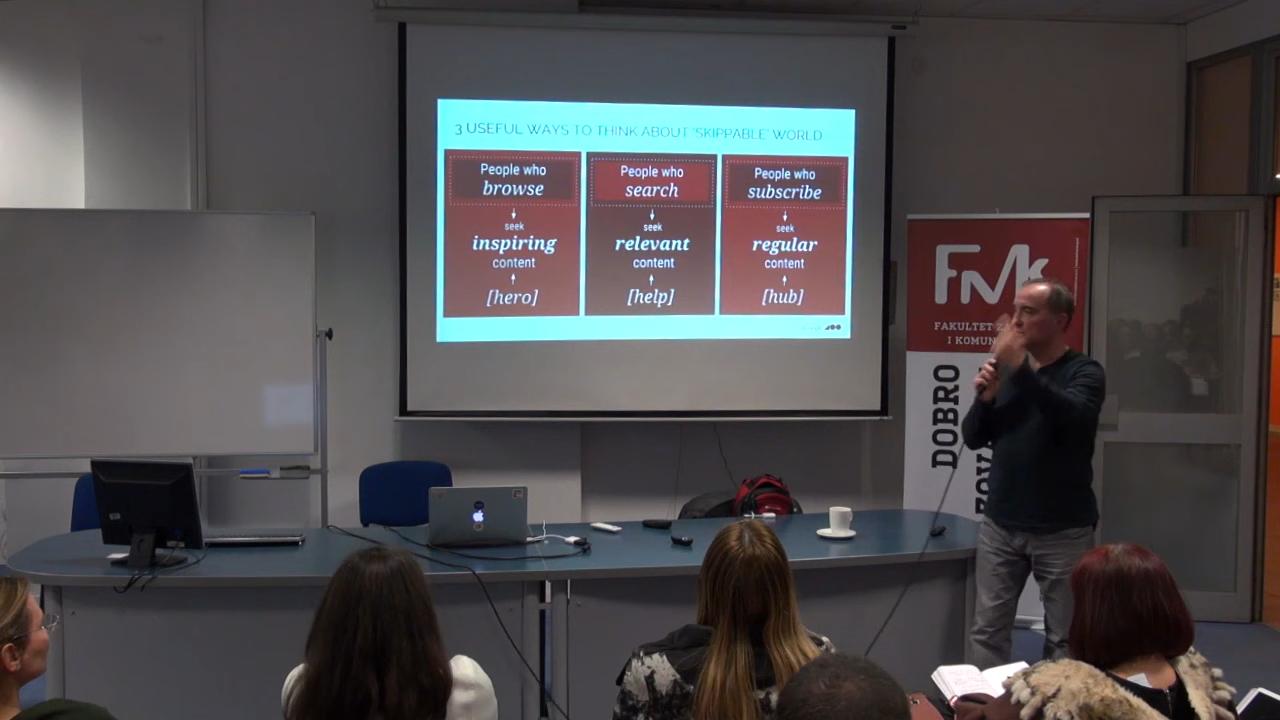 3 USEFUL WAYS TO THINK ABOUT 'SKIPPABLE' WORLD
People who
browse
seek
inspiring
content
[hero]
People who
search
seek
relevant
content
[help]
People who
subscribe
seek
regular
content
[hub]
FMK
FAKULTET
I KOMUN
DOBRO